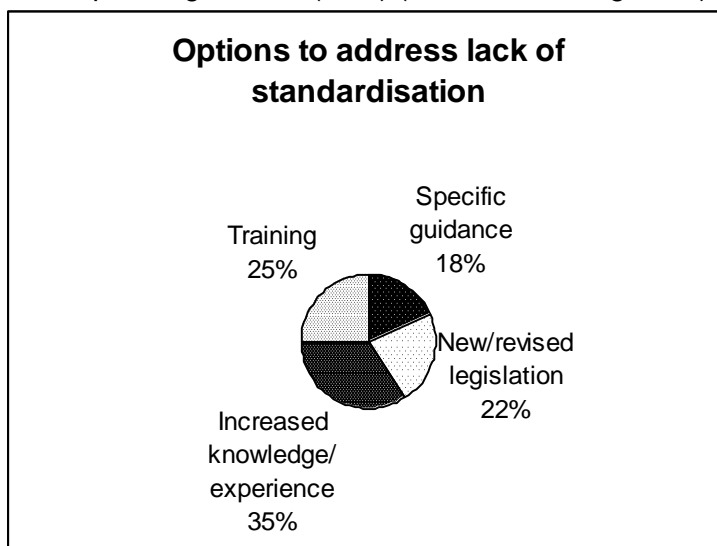 Options to address lack of
standardisation
Specific
guidance
18%
Training
25%
New/revised
legislation
22%
Increased
knowledge/
experience
35%